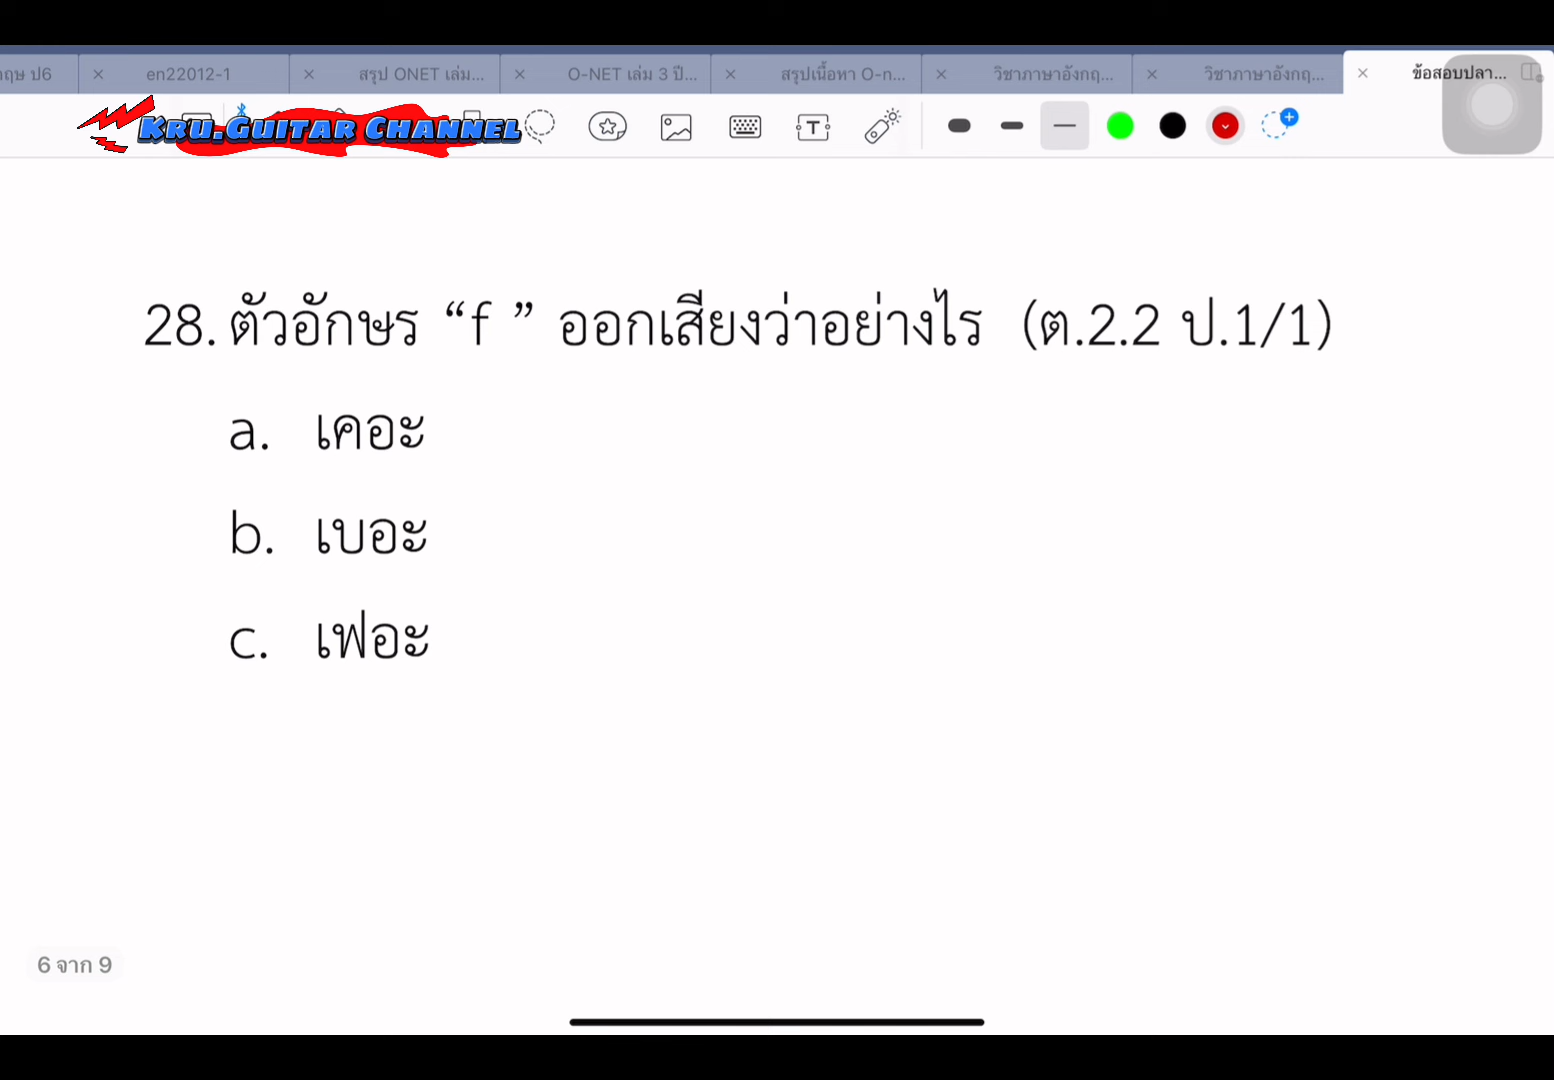 ฤษ ป6
en22012-1
สรุป ONET เล่ม...
O-NET เล่ม 3 ปี...
สรุปเนื้อหา O-n...
วิชาภาษาอังกฤ...
วิชาภาษาอังกฤ...
ข้อสอบปลา...
Kru.Guitar Channel
28. ตัวอักษร “f ” ออกเสียงว่าอย่างไร (ต.2.2 ป.1/1)
a. เคอะ
b. เบอะ
c. เฟอะ
6 จาก 9